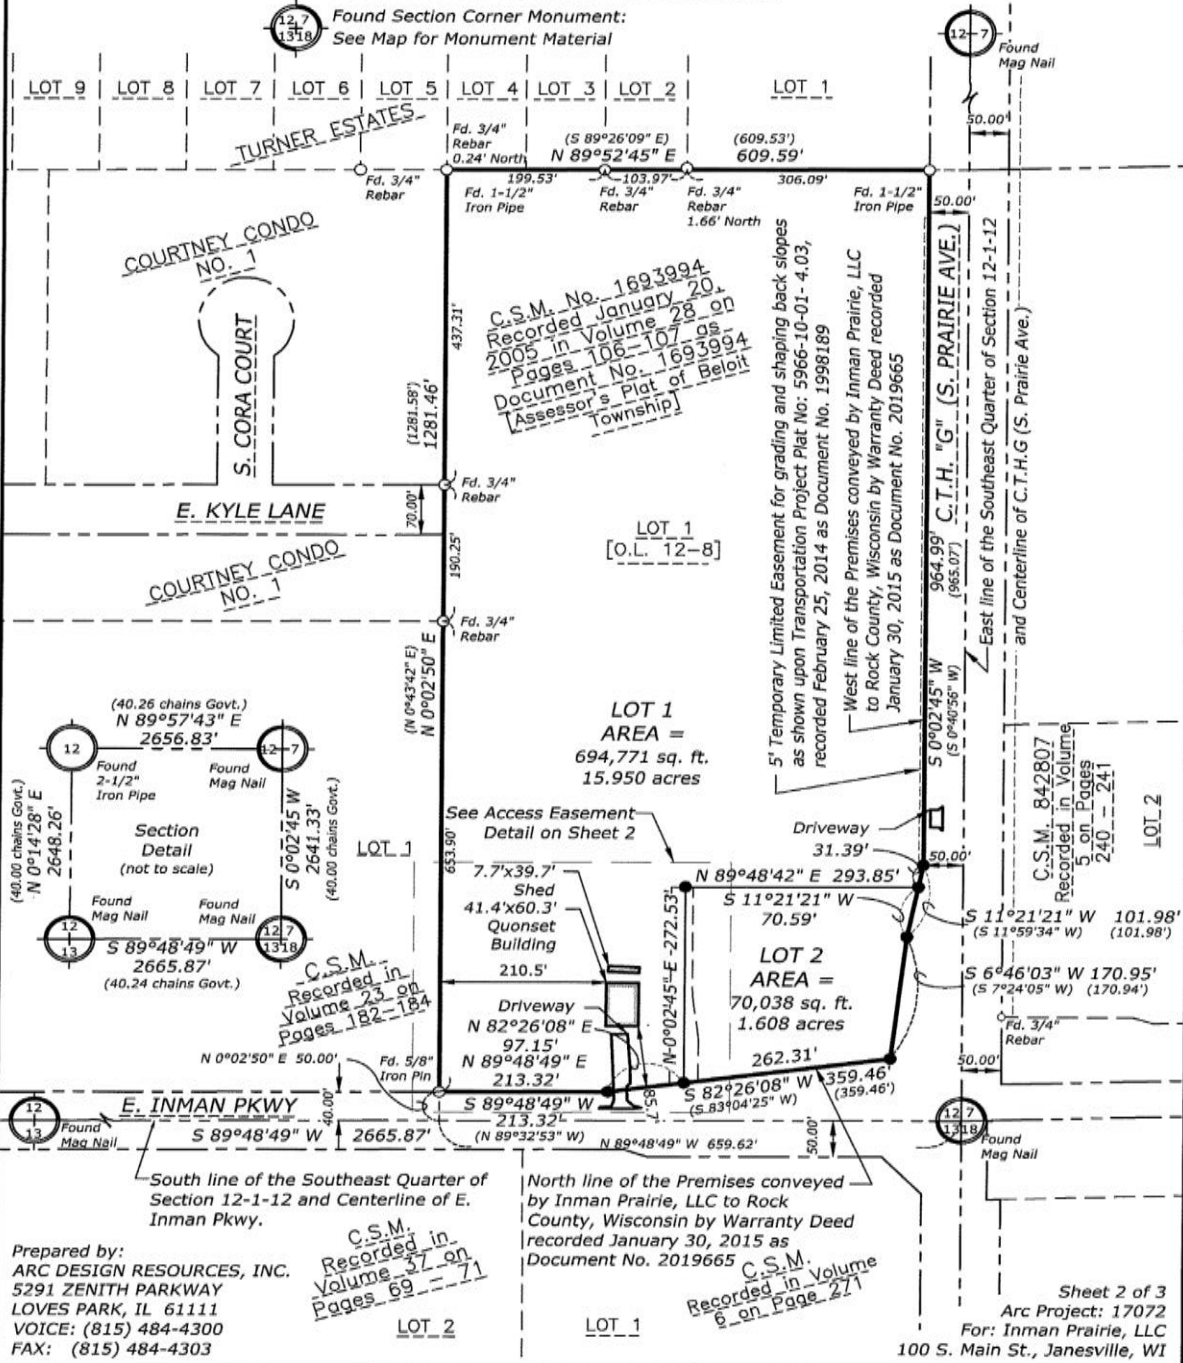 Found Section Corner Monument:
See Map for Monument Material
12 7
13 18
12 7
Found
Mag Nail
LOT 9
LOT 8
LOT 7
LOT 6
LOT 5
LOT 4
LOT 3
LOT 2
LOT 1
TURNER ESTATES
50.00'
Fd. 3/4"
Rebar
0.24' North
(S 89°26'09" E)
N 89°52'45" E
(609.53')
609.59'
199.53'
103.97'
306.09'
Fd. 3/4"
Rebar
Fd. 1-1/2"
Iron Pipe
Fd. 3/4"
Rebar
Fd. 3/4"
Rebar
1.66' North
Fd. 1-1/2"
Iron Pipe
50.00'
COURTNEY CONDO
NO. 1
S. CORA COURT
437.31'
(1281.58')
1281.46'
C.S.M. No. 1693994
Recorded January 20,
2005 in Volume 28 on
Pages 106-107 as
Document No. 1693994
[Assessor's Plat of Beloit
Township]
5' Temporary Limited Easement for grading and shaping back slopes
as shown upon Transportation Project Plat No: 5966-10-01- 4.03,
recorded February 25, 2014 as Document No. 1998189
West line of the Premises conveyed by Inman Prairie, LLC
to Rock County, Wisconsin by Warranty Deed recorded
January 30, 2015 as Document No. 2019665
C.T.H. "G" (S. PRAIRIE AVE.)
964.99'
(965.07')
S 0°02'45" W
(S 0°40'56" W)
East line of the Southeast Quarter of Section 12-1-12
and Centerline of C.T.H.G (S. Prairie Ave.)
Fd. 3/4"
Rebar
E. KYLE LANE
70.00'
LOT 1
[O.L. 12-8]
COURTNEY CONDO
NO. 1
190.25'
Fd. 3/4"
Rebar
(N 0°43'42" E)
N 0°02'50" E
(40.26 chains Govt.)
N 89°57'43" E
2656.83'
12
12 7
Found
2-1/2"
Iron Pipe
Found
Mag Nail
(40.00 chains Govt.)
N 0°14'28" E
2648.26'
Section
Detail
(not to scale)
S 0°02'45 W
2641.33'
(40.00 chains Govt.)
Found
Mag Nail
Found
Mag Nail
12
13
12 7
13 18
S 89°48'49" W
2665.87'
(40.24 chains Govt.)
LOT 1
AREA =
694,771 sq. ft.
15.950 acres
See Access Easement
Detail on Sheet 2
LOT 1
653.90'
7.7'x39.7'
Shed
41.4'x60.3'
Quonset
Building
210.5'
Driveway
31.39'
50.00'
N 89°48'42" E 293.85'
S 11°21'21" W
70.59'
S 11°21'21" W 101.98'
(S 11°59'34" W) (101.98')
C.S.M. 842807
Recorded in Volume
5 on Pages
240 - 241
LOT 2
N 0°02'45" E 272.53'
LOT 2
AREA =
70,038 sq. ft.
1.608 acres
S 6°46'03" W 170.95'
(S 7°24'05" W) (170.94')
Fd. 3/4"
Rebar
C.S.M.
Recorded in
Volume 23 on
Pages 182-184
Driveway
N 82°26'08" E
97.15'
N 89°48'49" E
213.32'
262.31'
50.00'
N 0°02'50" E 50.00'
Fd. 5/8"
Iron Pin
S 82°26'08" W 359.46'
(S 83°04'25" W) (359.46')
85.7'
12
13
Found
Mag Nail
E. INMAN PKWY
40.00'
S 89°48'49" W
213.32'
(N 89°32'53" W)
S 89°48'49" W 2665.87'
N 89°48'49" W 659.62'
50.00'
12 7
13 18
Found
Mag Nail
South line of the Southeast Quarter of
Section 12-1-12 and Centerline of E.
Inman Pkwy.
North line of the Premises conveyed
by Inman Prairie, LLC to Rock
County, Wisconsin by Warranty Deed
recorded January 30, 2015 as
Document No. 2019665
C.S.M.
Recorded in
Volume 37 on
Pages 69 - 71
C.S.M.
Recorded in Volume
6 on Page 271
LOT 2
LOT 1
Prepared by:
ARC DESIGN RESOURCES, INC.
5291 ZENITH PARKWAY
LOVES PARK, IL 61111
VOICE: (815) 484-4300
FAX: (815) 484-4303
Sheet 2 of 3
Arc Project: 17072
For: Inman Prairie, LLC
100 S. Main St., Janesville, WI